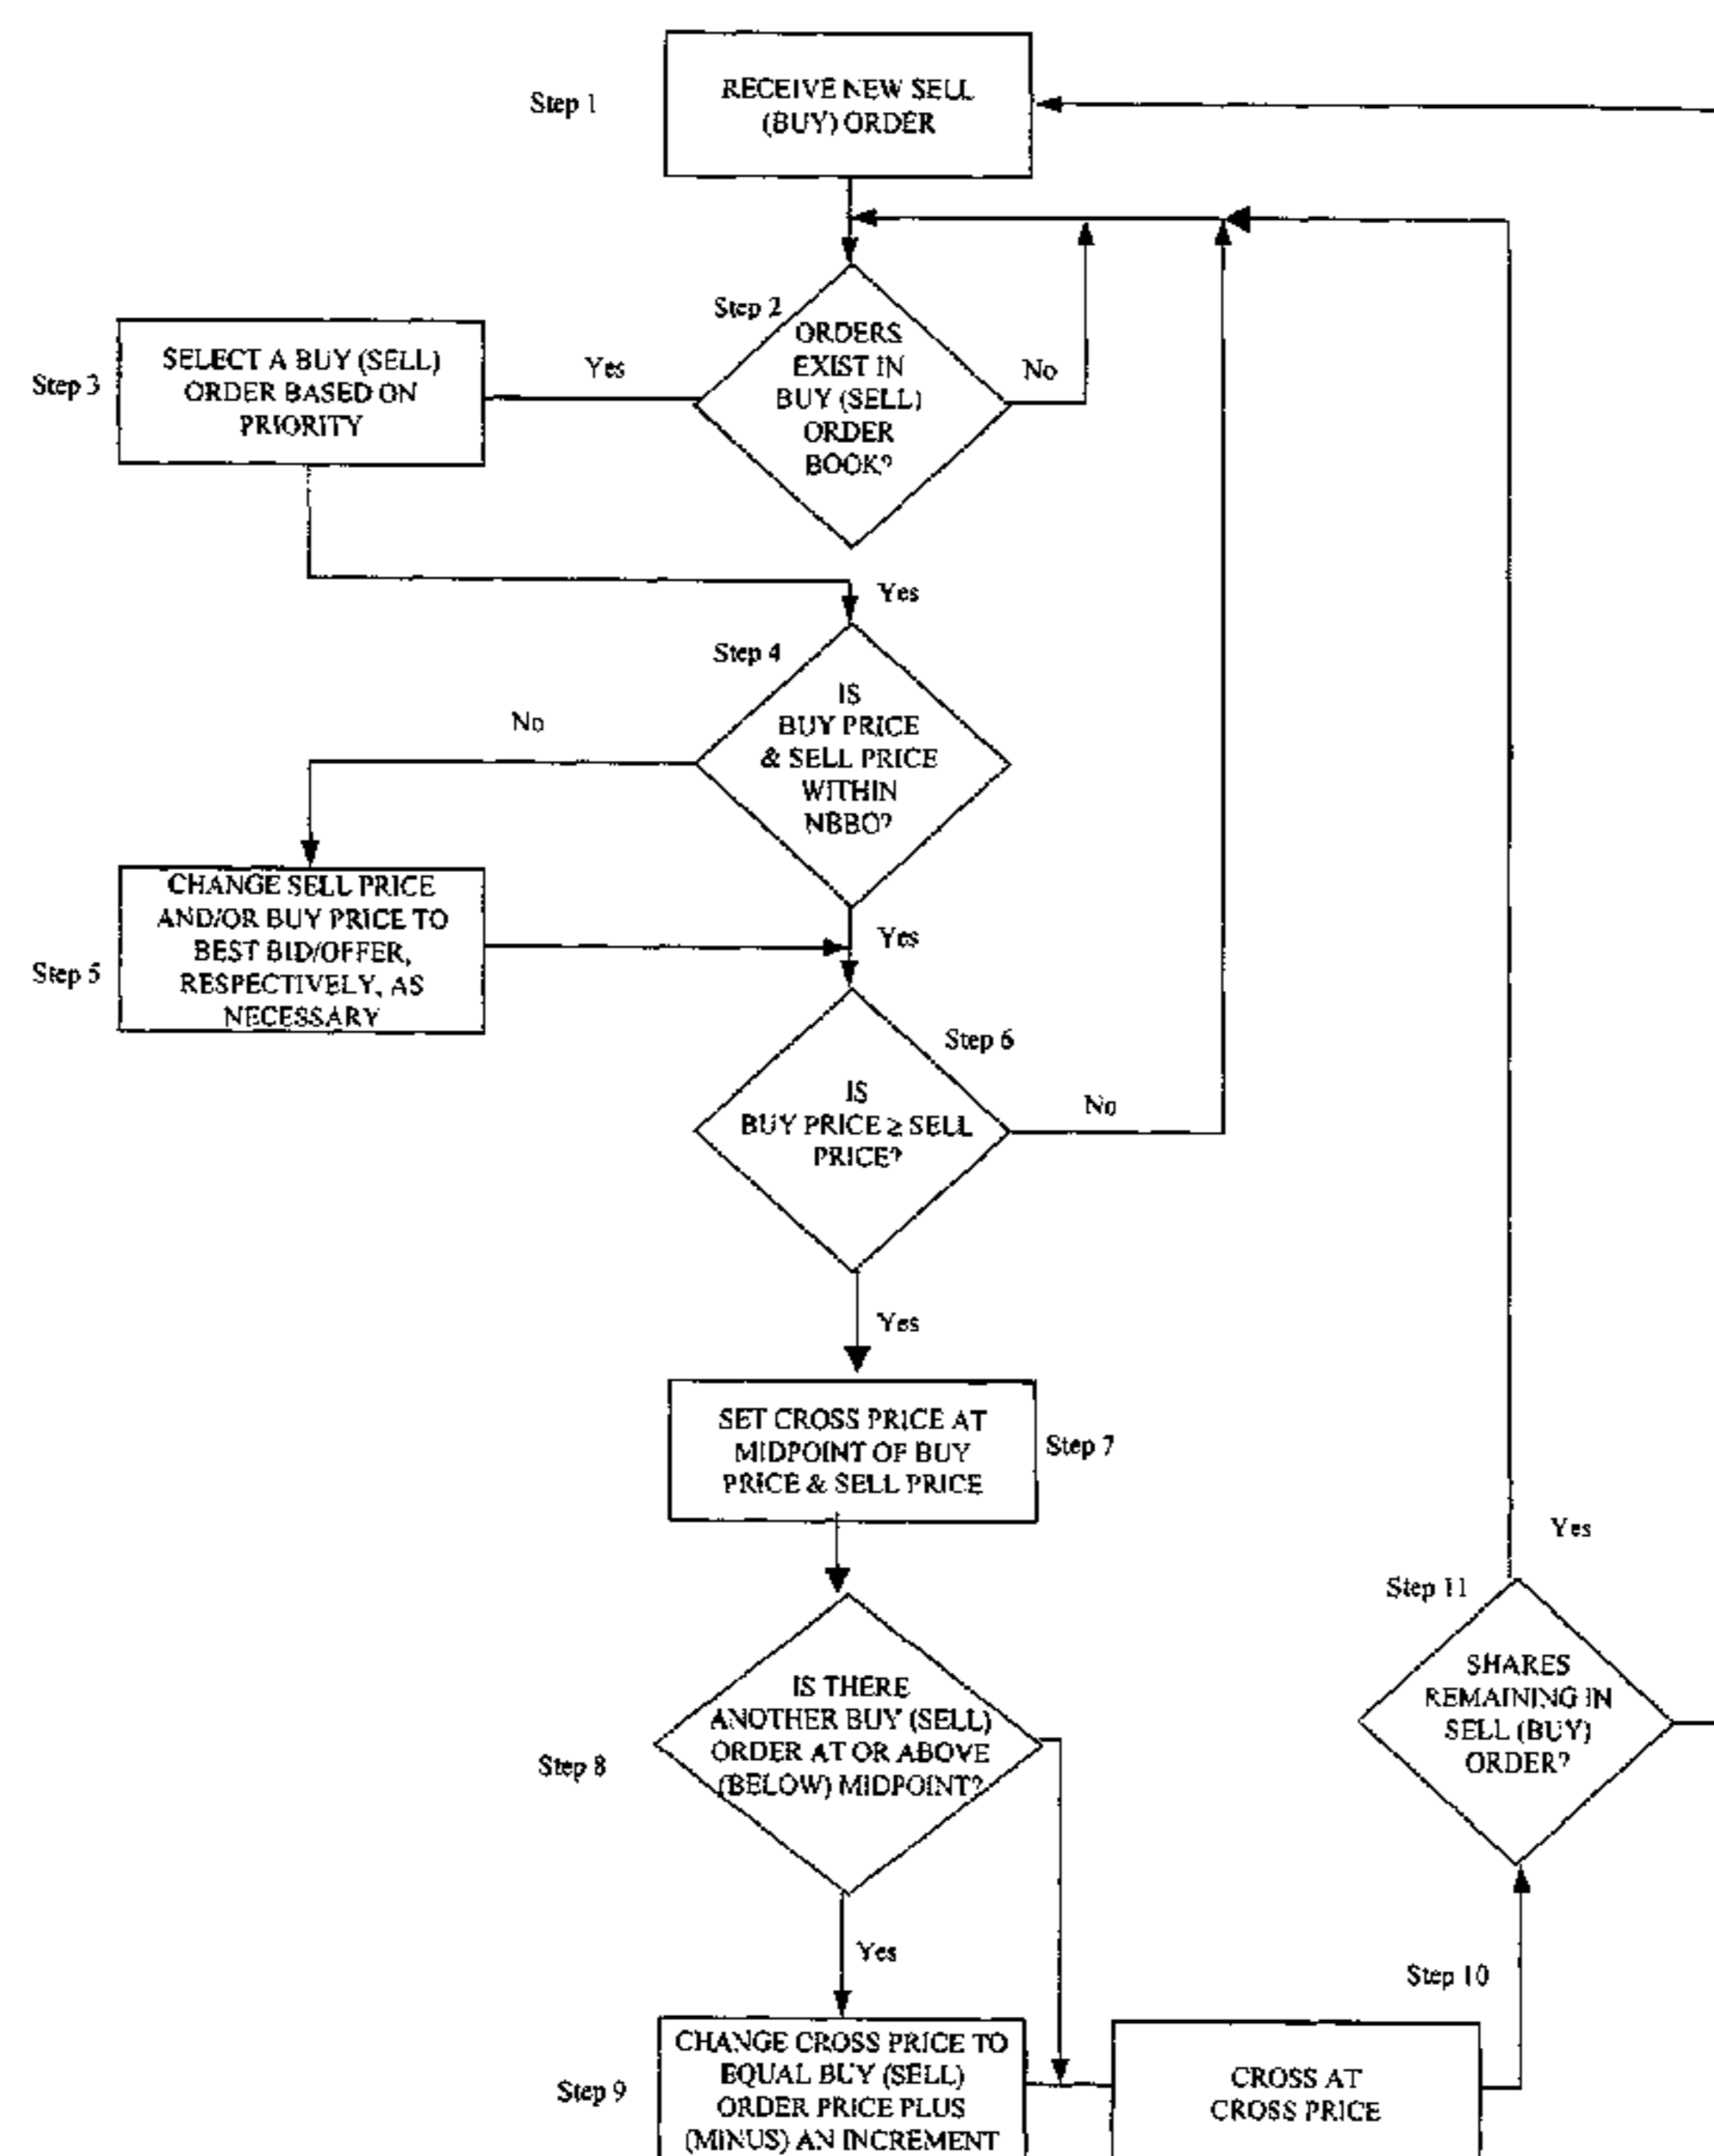 Step 1
RECEIVE NEW SELL
(BUY) ORDER
Step 2
ORDERS
EXIST IN
BUY (SELL)
ORDER
BOOK?
Yes
No
Step 3
SELECT A BUY (SELL)
ORDER BASED ON
PRIORITY
Yes
Step 4
IS
BUY PRICE
& SELL PRICE
WITHIN
NBBO?
No
Yes
Step 5
CHANGE SELL PRICE
AND/OR BUY PRICE TO
BEST BID/OFFER,
RESPECTIVELY, AS
NECESSARY
Step 6
IS
BUY PRICE ≥ SELL
PRICE?
No
Yes
SET CROSS PRICE AT
MIDPOINT OF BUY
PRICE & SELL PRICE
Step 7
Step 8
IS THERE
ANOTHER BUY (SELL)
ORDER AT OR ABOVE
(BELOW) MIDPOINT?
Yes
Step 9
CHANGE CROSS PRICE TO
EQUAL BUY (SELL)
ORDER PRICE PLUS
(MINUS) AN INCREMENT
Step 10
CROSS AT
CROSS PRICE
Step 11
SHARES
REMAINING IN
SELL (BUY)
ORDER?
Yes